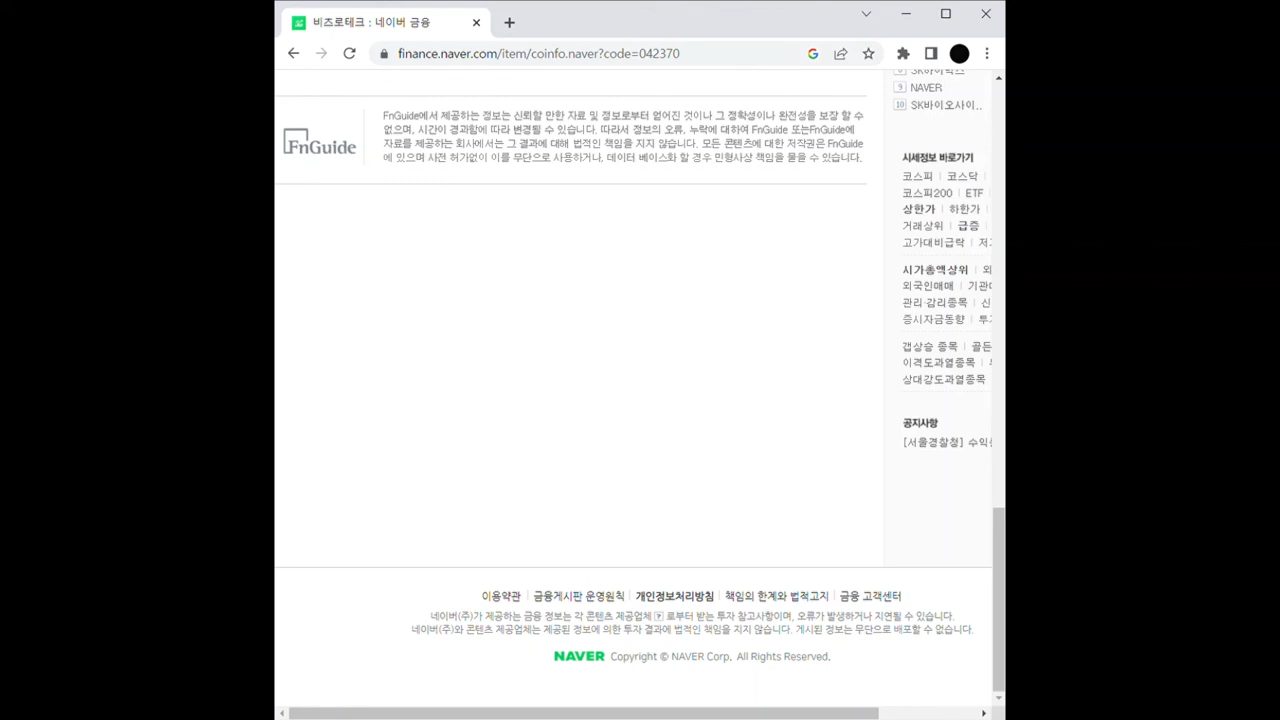 비즈로테크 : 네이버 금융
finance.naver.com/item/coinfo.naver?code=042370
SK하이닉스
9 NAVER
10 SK바이오사이..
FnGuide
FnGuide에서 제공하는 정보는 신뢰할 만한 자료 및 정보로부터 얻어진 것이나 그 정확성이나 완전성을 보장 할 수
없으며, 시간이 경과함에 따라 변경될 수 있습니다. 따라서 정보의 오류, 누락에 대하여 FnGuide 또는FnGuide에
자료를 제공하는 회사에서는 그 결과에 대해 법적인 책임을 지지 않습니다. 모든 콘텐츠에 대한 저작권은 FnGuide
에 있으며 사전 허가없이 이를 무단으로 사용하거나, 데이터 베이스화 할 경우 민형사상 책임을 물을 수 있습니다.
시세정보 바로가기
코스피 코스닥
코스피200 ETF
상한가 하한가
거래상위 급증
고가대비급락 저
시가총액상위 외
외국인매매 기관
관리·감리종목 신
증시자금동향 투
갭상승 종목 골든
이격도과열종목
상대강도과열종목
공지사항
[서울경찰청] 수익
이용약관 금융게시판 운영원칙 개인정보처리방침 책임의 한계와 법적고지 금융 고객센터
네이버(주)가 제공하는 금융 정보는 각 콘텐츠 제공업체 ? 로부터 받는 투자 참고사항이며, 오류가 발생하거나 지연될 수 있습니다.
네이버(주)와 콘텐츠 제공업체는 제공된 정보에 의한 투자 결과에 법적인 책임을 지지 않습니다. 게시된 정보는 무단으로 배포할 수 없습니다.
NAVER Copyright © NAVER Corp. All Rights Reserved.